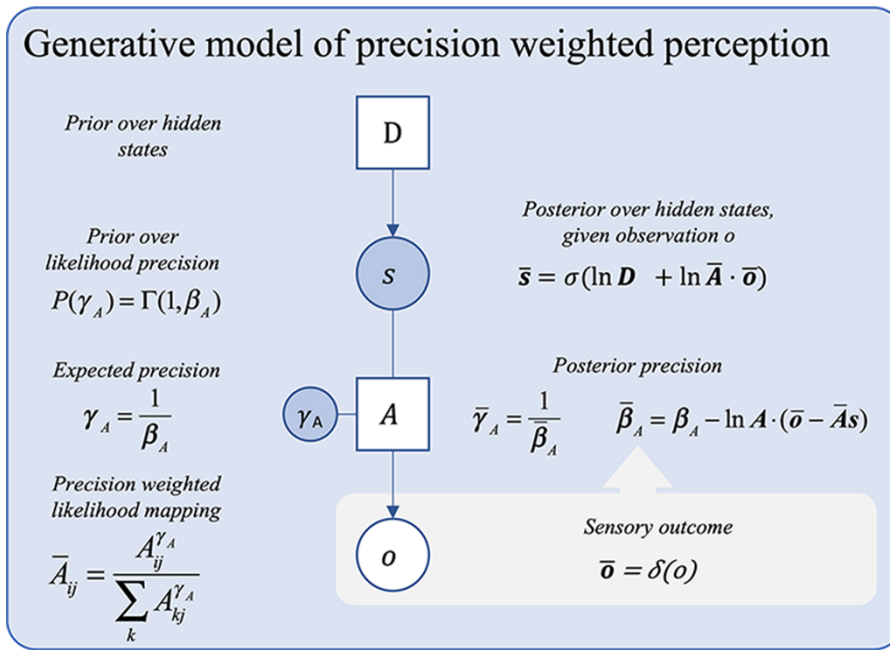 Generative model of precision weighted perception
Prior over hidden
states
D
Prior over
likelihood precision
P(γ_A) = Γ(1, β_A)
s
Posterior over hidden states,
given observation o
s̄ = σ(ln D + ln Ā · ō)
Expected precision
γ_A = 1/β_A
γ_A
A
Posterior precision
γ̄_A = 1/β̄_A β̄_A = β_A − ln A · (ō − Ās)
Precision weighted
likelihood mapping
Ā_ij = A_ij^γ_A / ∑_k A_kj^γ_A
o
Sensory outcome
ō = δ(o)